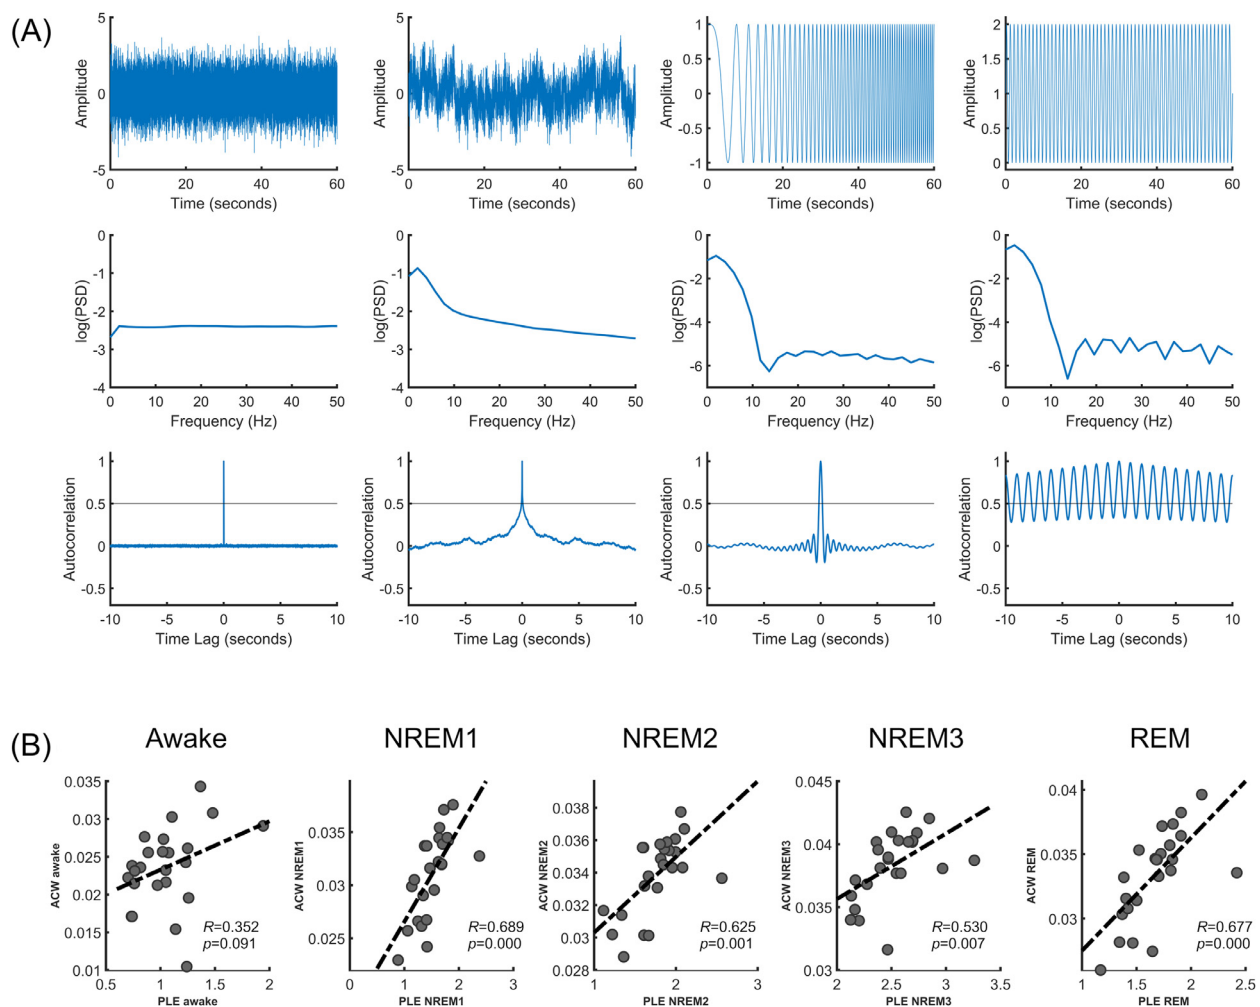 (A)
5
0
-5
Amplitude
0 20 40 60
Time (seconds)
5
0
-5
Amplitude
0 20 40 60
Time (seconds)
1
0.5
0
-0.5
-1
Amplitude
0 10 20 30 40 50 60
Time (seconds)
2
1.5
1
0.5
0
Amplitude
0 10 20 30 40 50 60
Time (seconds)
0
-1
-2
-3
-4
log(PSD)
0 10 20 30 40 50
Frequency (Hz)
0
-1
-2
-3
-4
log(PSD)
0 10 20 30 40 50
Frequency (Hz)
0
-2
-4
-6
log(PSD)
0 10 20 30 40 50
Frequency (Hz)
0
-2
-4
-6
log(PSD)
0 10 20 30 40 50
Frequency (Hz)
1
0.5
0
-0.5
Autocorrelation
-10 -5 0 5 10
Time Lag (seconds)
1
0.5
0
-0.5
Autocorrelation
-10 -5 0 5 10
Time Lag (seconds)
1
0.5
0
-0.5
Autocorrelation
-10 -5 0 5 10
Time Lag (seconds)
1
0.5
0
-0.5
Autocorrelation
-10 -5 0 5 10
Time Lag (seconds)
(B)
Awake
0.035
0.03
0.025
0.02
0.015
0.01
ACW awake
R=0.352
p=0.091
0.5 1 1.5 2
PLE awake
NREM1
0.035
0.03
0.025
ACW NREM1
R=0.689
p=0.000
0 1 2 3
PLE NREM1
NREM2
0.038
0.036
0.034
0.032
0.03
0.028
ACW NREM2
R=0.625
p=0.001
1 2 3
PLE NREM2
NREM3
0.045
0.04
0.035
0.03
ACW NREM3
R=0.530
p=0.007
2 2.5 3 3.5
PLE NREM3
REM
0.04
0.035
0.03
ACW REM
R=0.677
p=0.000
1 1.5 2 2.5
PLE REM